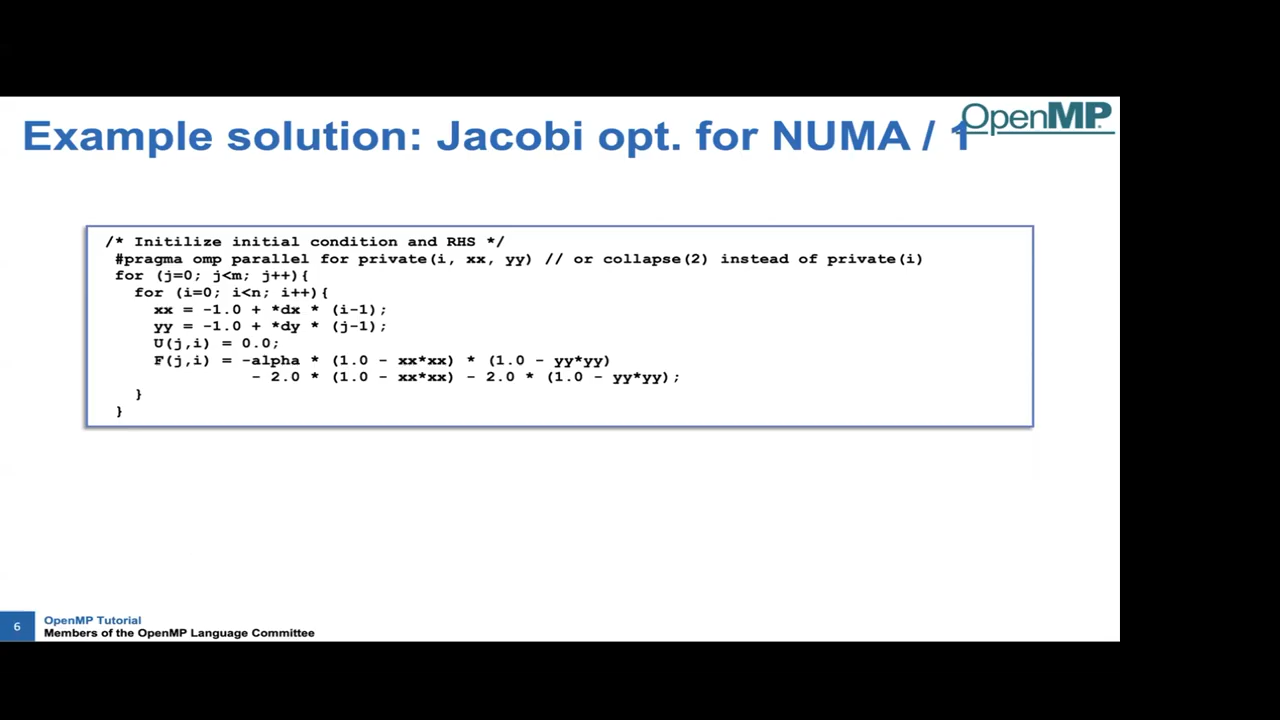 Example solution: Jacobi opt. for NUMA / 1
OpenMP
/* Initilize initial condition and RHS */
#pragma omp parallel for private(i, xx, yy) // or collapse(2) instead of private(i)
for (j=0; j<m; j++){
for (i=0; i<n; i++){
xx = -1.0 + *dx * (i-1);
yy = -1.0 + *dy * (j-1);
U(j,i) = 0.0;
F(j,i) = -alpha * (1.0 - xx*xx) * (1.0 - yy*yy)
- 2.0 * (1.0 - xx*xx) - 2.0 * (1.0 - yy*yy);
}
}
6
OpenMP Tutorial
Members of the OpenMP Language Committee